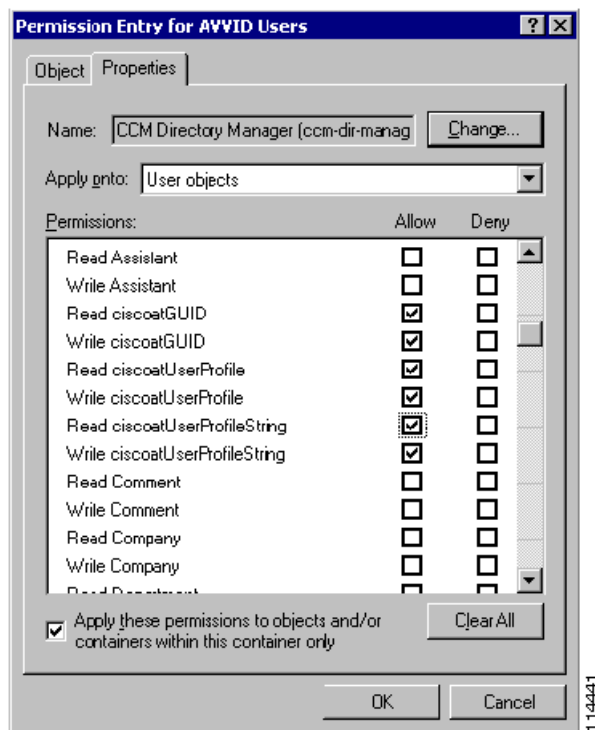 Permission Entry for AVVID Users
Object
Properties
Name: CCM Directory Manager (ccm-dir-manag
Change...
Apply onto: User objects
Permissions: Allow Deny
Read Assistant
Write Assistant
Read ciscoatGUID
Write ciscoatGUID
Read ciscoatUserProfile
Write ciscoatUserProfile
Read ciscoatUserProfileString
Write ciscoatUserProfileString
Read Comment
Write Comment
Read Company
Write Company
Read Department
Apply these permissions to objects and/or
containers within this container only
Clear All
OK
Cancel
114441